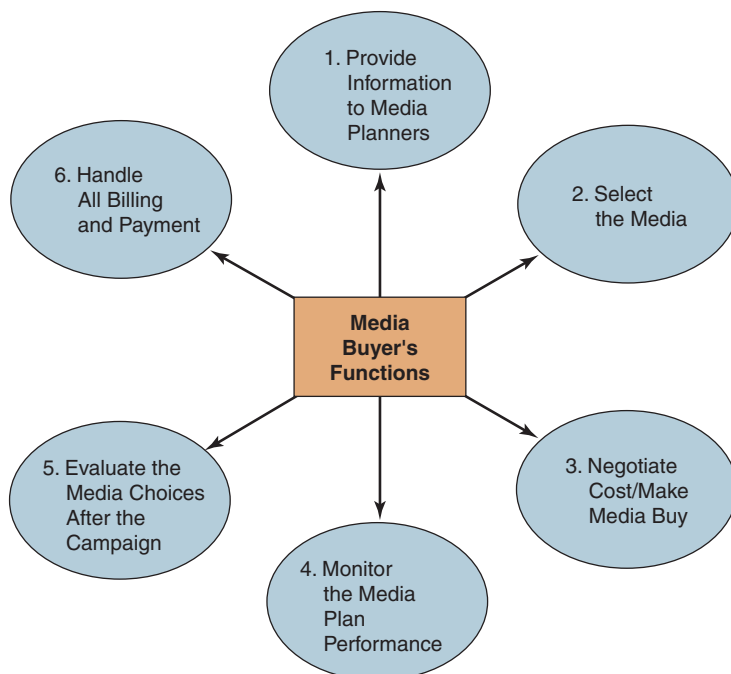 1. Provide
Information
to Media
Planners
2. Select
the Media
3. Negotiate
Cost/Make
Media Buy
4. Monitor
the Media
Plan
Performance
5. Evaluate the
Media Choices
After the
Campaign
6. Handle
All Billing
and Payment
Media
Buyer's
Functions